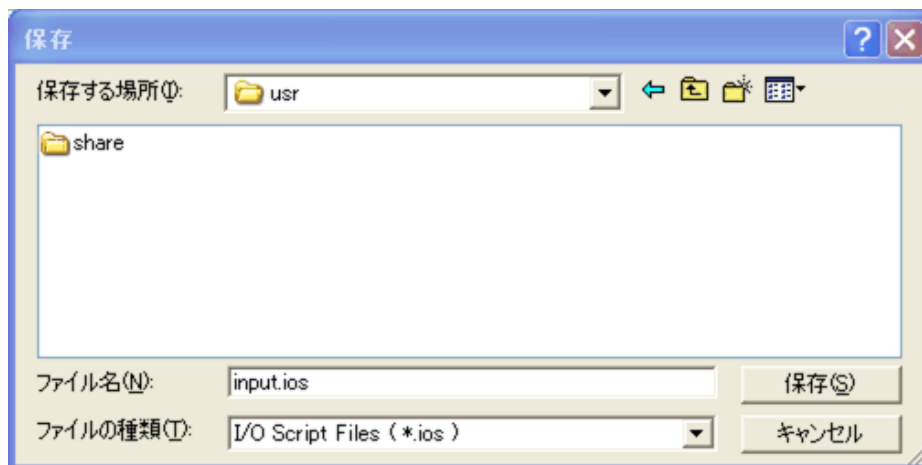 保存
保存する場所(I): usr
share
ファイル名(N): input.ios 保存(S)
ファイルの種類(T): I/O Script Files ( *.ios ) キャンセル